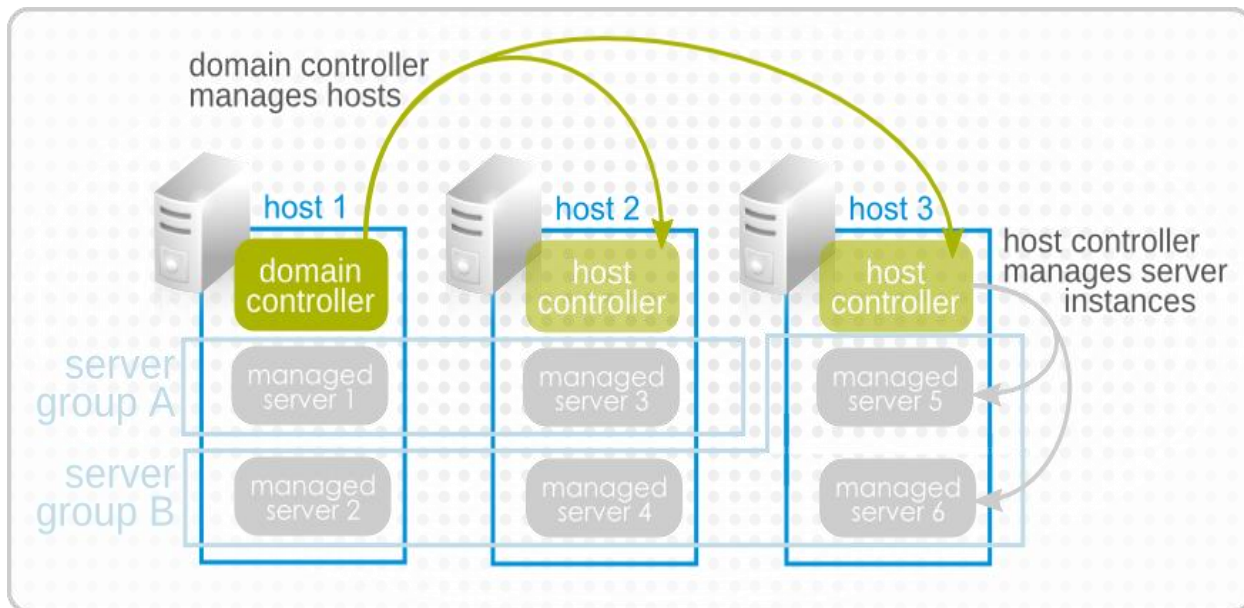 domain controller
manages hosts
host 1
host 2
host 3
domain
controller
host
controller
host
controller
host controller
manages server
instances
server
group A
managed
server 1
managed
server 3
managed
server 5
server
group B
managed
server 2
managed
server 4
managed
server 6